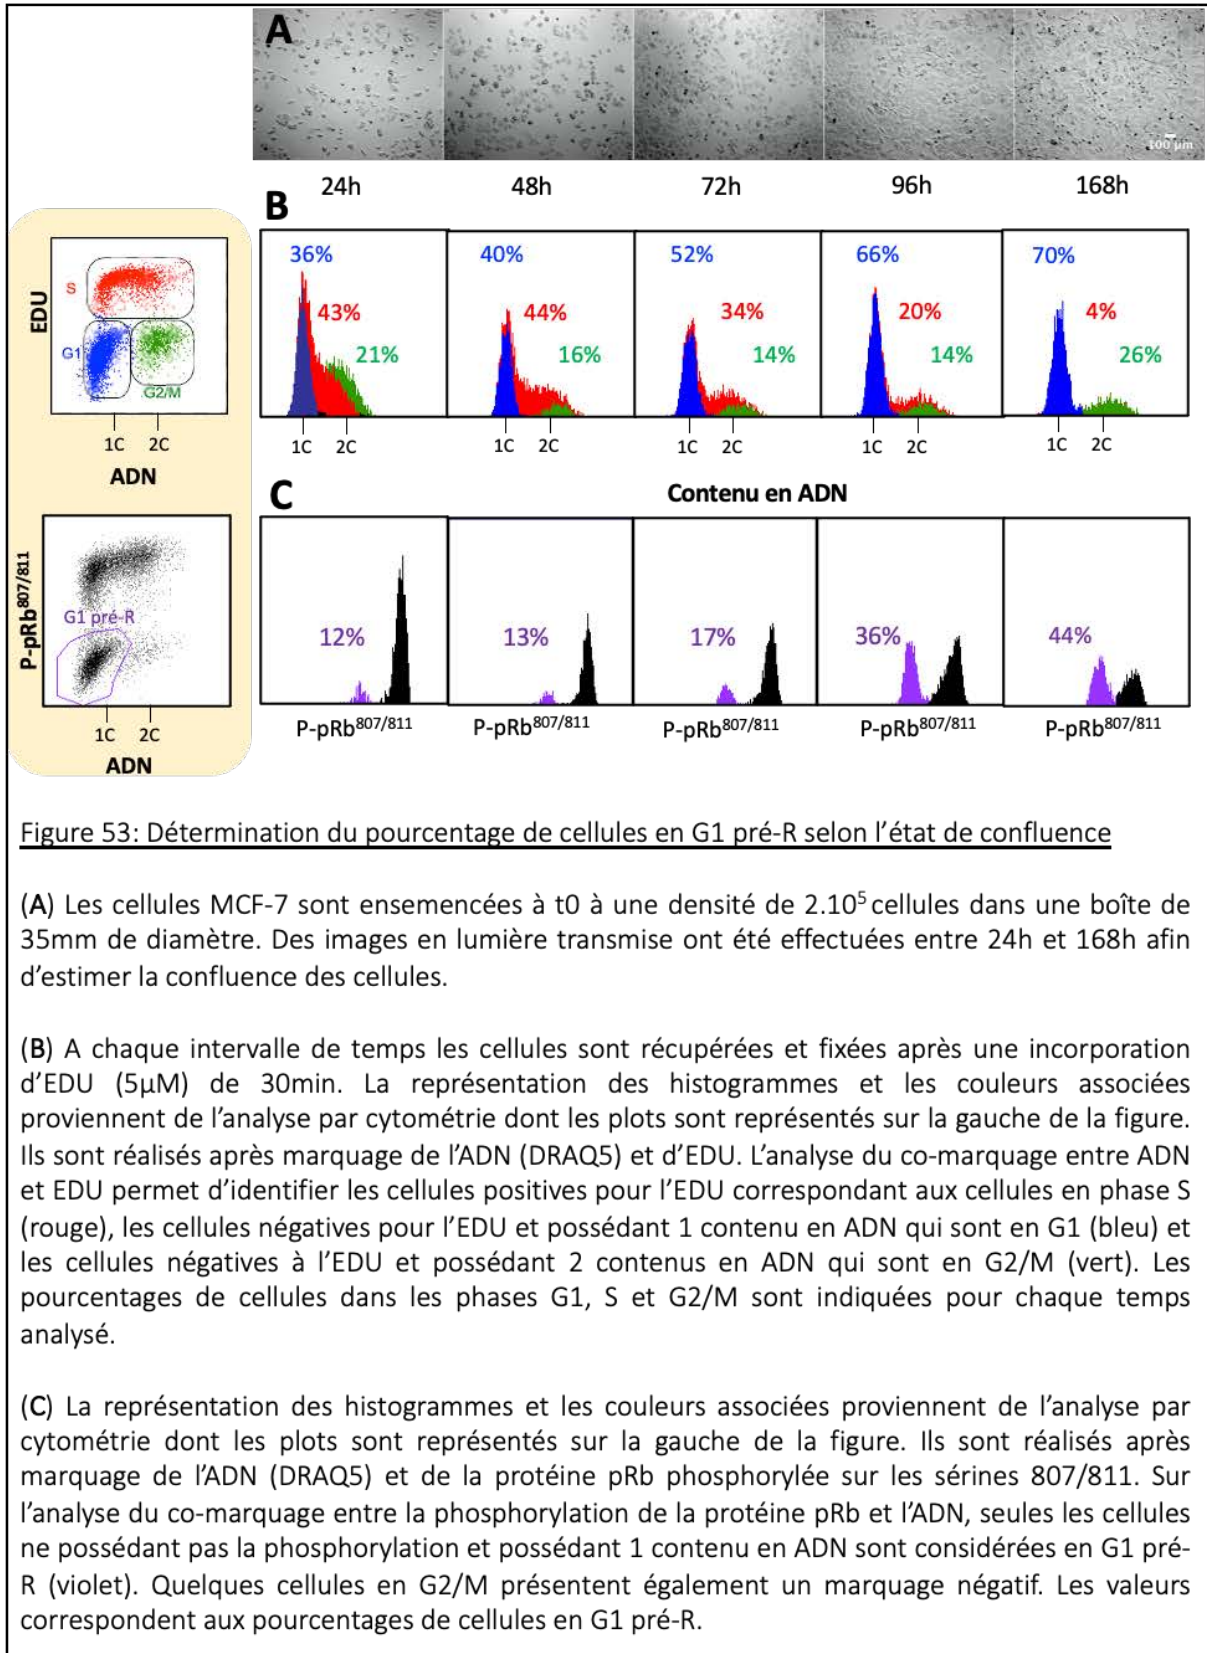 A
100 µm
24h 48h 72h 96h 168h
B
EDU
S
G1
G2/M
1C 2C
ADN
36% 40% 52% 66% 70%
43% 44% 34% 20% 4%
21% 16% 14% 14% 26%
1C 2C 1C 2C 1C 2C 1C 2C 1C 2C
C
Contenu en ADN
P-pRb807/811
G1 pré-R
1C 2C
ADN
12% 13% 17% 36% 44%
P-pRb807/811 P-pRb807/811 P-pRb807/811 P-pRb807/811 P-pRb807/811
Figure 53: Détermination du pourcentage de cellules en G1 pré-R selon l’état de confluence
(A) Les cellules MCF-7 sont ensemencées à t0 à une densité de 2.10⁵ cellules dans une boîte de
35mm de diamètre. Des images en lumière transmise ont été effectuées entre 24h et 168h afin
d’estimer la confluence des cellules.
(B) A chaque intervalle de temps les cellules sont récupérées et fixées après une incorporation
d’EDU (5µM) de 30min. La représentation des histogrammes et les couleurs associées
proviennent de l’analyse par cytométrie dont les plots sont représentés sur la gauche de la figure.
Ils sont réalisés après marquage de l’ADN (DRAQ5) et d’EDU. L’analyse du co-marquage entre ADN
et EDU permet d’identifier les cellules positives pour l’EDU correspondant aux cellules en phase S
(rouge), les cellules négatives pour l’EDU et possédant 1 contenu en ADN qui sont en G1 (bleu) et
les cellules négatives à l’EDU et possédant 2 contenus en ADN qui sont en G2/M (vert). Les
pourcentages de cellules dans les phases G1, S et G2/M sont indiquées pour chaque temps
analysé.
(C) La représentation des histogrammes et les couleurs associées proviennent de l’analyse par
cytométrie dont les plots sont représentés sur la gauche de la figure. Ils sont réalisés après
marquage de l’ADN (DRAQ5) et de la protéine pRb phosphorylée sur les sérines 807/811. Sur
l’analyse du co-marquage entre la phosphorylation de la protéine pRb et l’ADN, seules les cellules
ne possédant pas la phosphorylation et possédant 1 contenu en ADN sont considérées en G1 pré-
R (violet). Quelques cellules en G2/M présentent également un marquage négatif. Les valeurs
correspondent aux pourcentages de cellules en G1 pré-R.